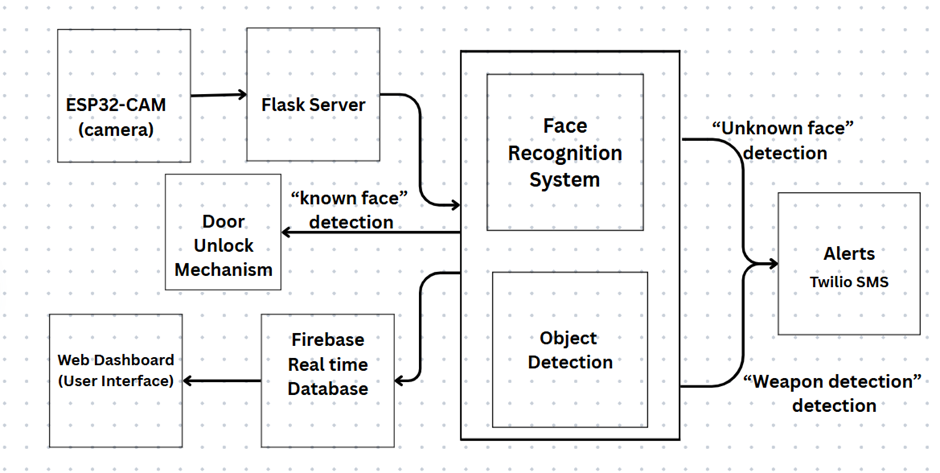 ESP32-CAM
(camera)
Flask Server
Face
Recognition
System
“Unknown face”
detection
“known face”
detection
Door
Unlock
Mechanism
Alerts
Twilio SMS
Object
Detection
Firebase
Real time
Database
Web Dashboard
(User Interface)
“Weapon detection”
detection